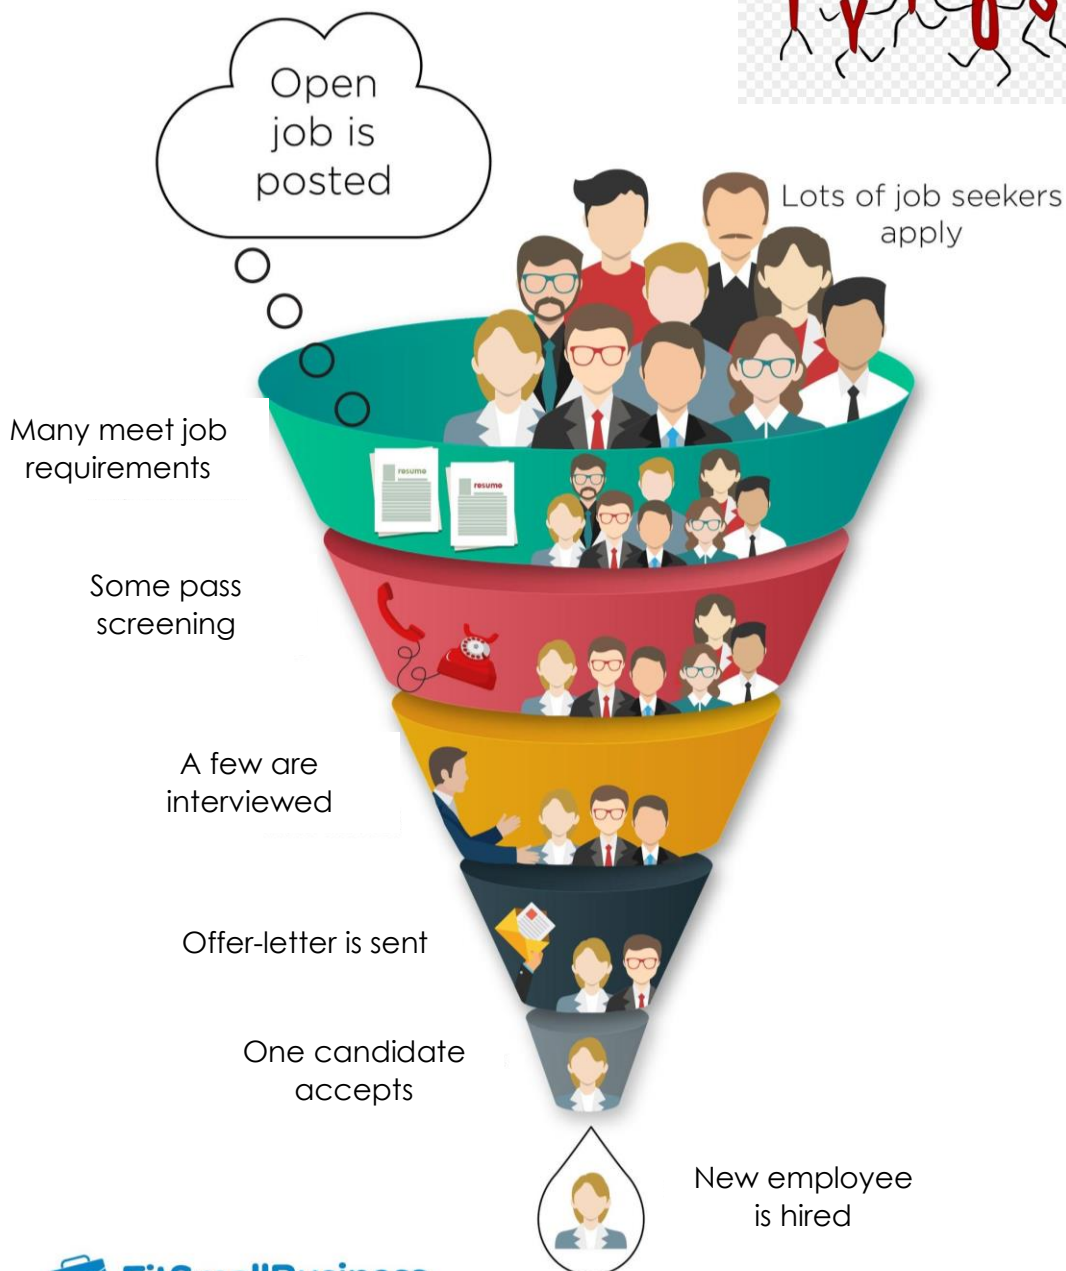 Open
job is
posted
Lots of job seekers
apply
Many meet job
requirements
resume
resume
Some pass
screening
A few are
interviewed
Offer-letter is sent
One candidate
accepts
New employee
is hired
FitSmallBusiness